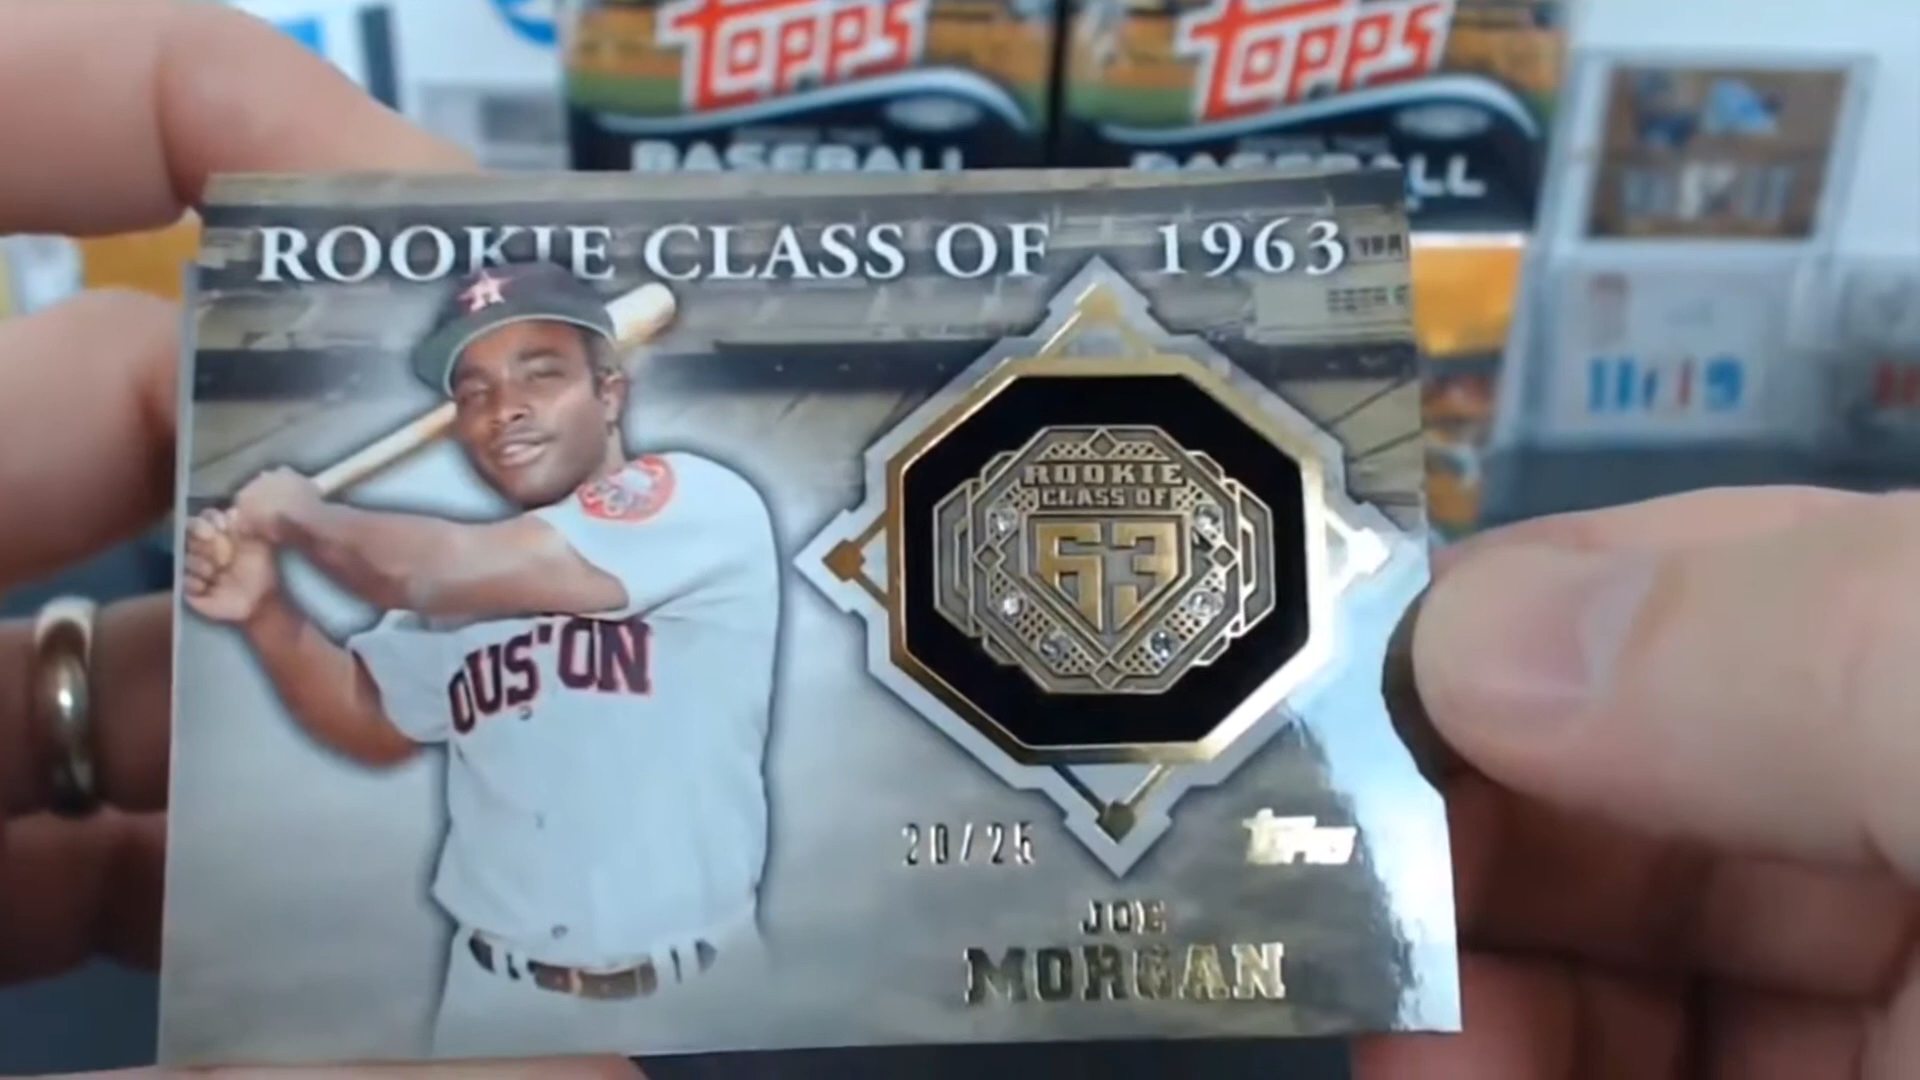 Topps
Topps
BASEBALL
BASEBALL
ROOKIE CLASS OF 1963
ROOKIE
CLASS OF
63
OUSTON
20/25
topps
JOE
MORGAN